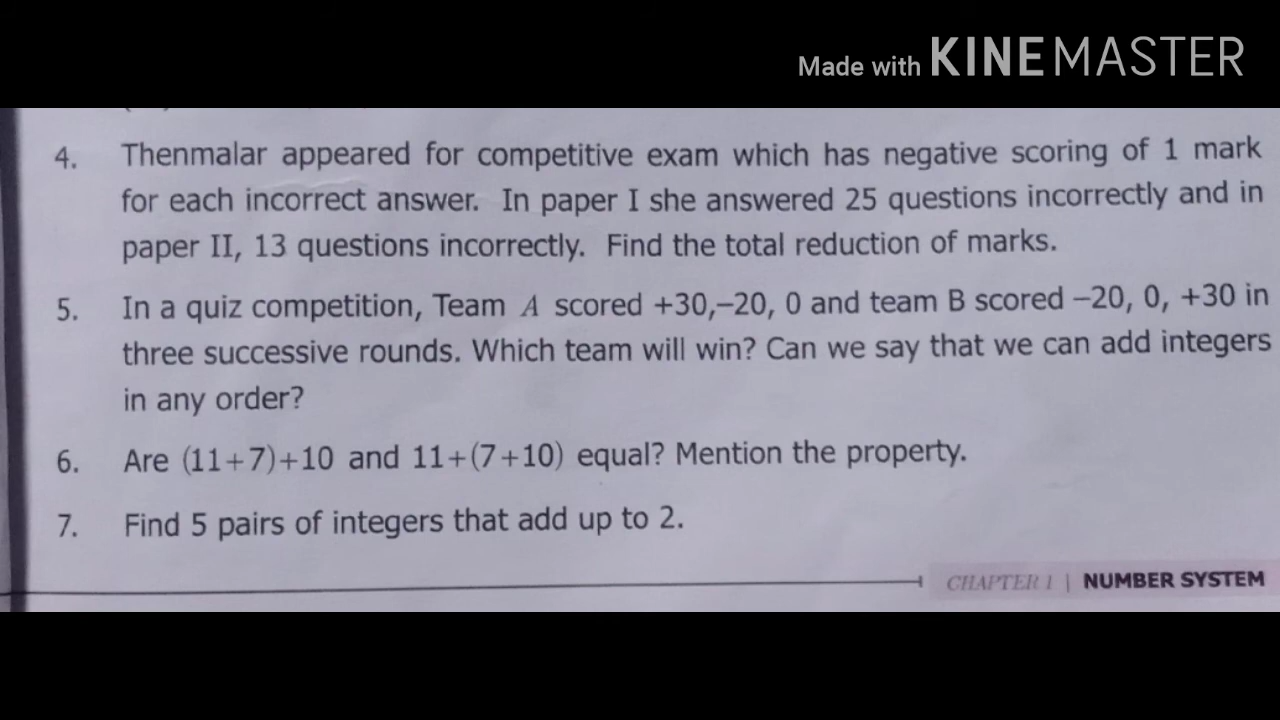 Made with KINEMASTER
4. Thenmalar appeared for competitive exam which has negative scoring of 1 mark
for each incorrect answer. In paper I she answered 25 questions incorrectly and in
paper II, 13 questions incorrectly. Find the total reduction of marks.
5. In a quiz competition, Team A scored +30,–20, 0 and team B scored –20, 0, +30 in
three successive rounds. Which team will win? Can we say that we can add integers
in any order?
6. Are (11+7)+10 and 11+(7+10) equal? Mention the property.
7. Find 5 pairs of integers that add up to 2.
CHAPTER 1 | NUMBER SYSTEM